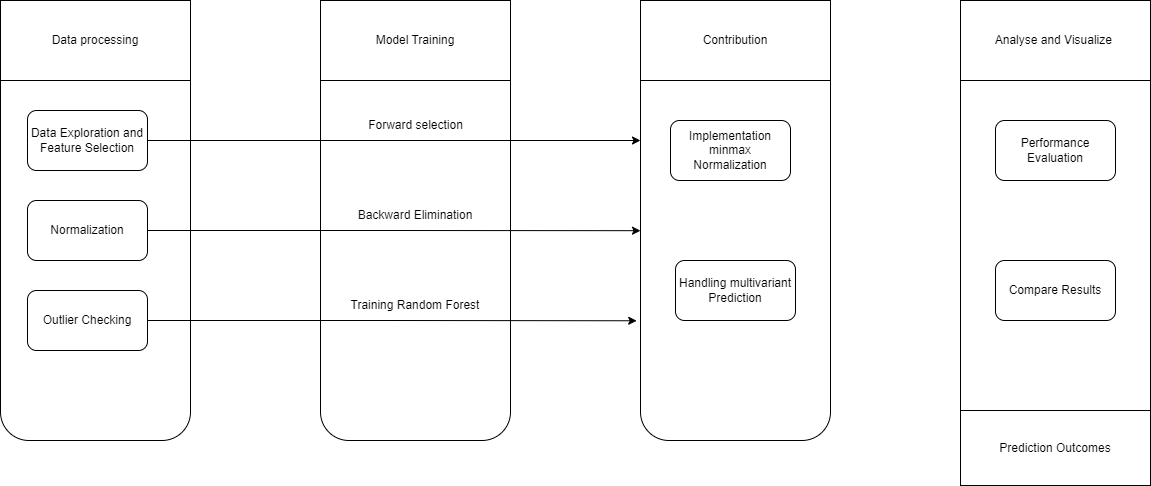 Data processing
Model Training
Contribution
Analyse and Visualize
Data Exploration and
Feature Selection
Forward selection
Implementation
minmax
Normalization
Performance
Evaluation
Normalization
Backward Elimination
Outlier Checking
Training Random Forest
Handling multivariant
Prediction
Compare Results
Prediction Outcomes